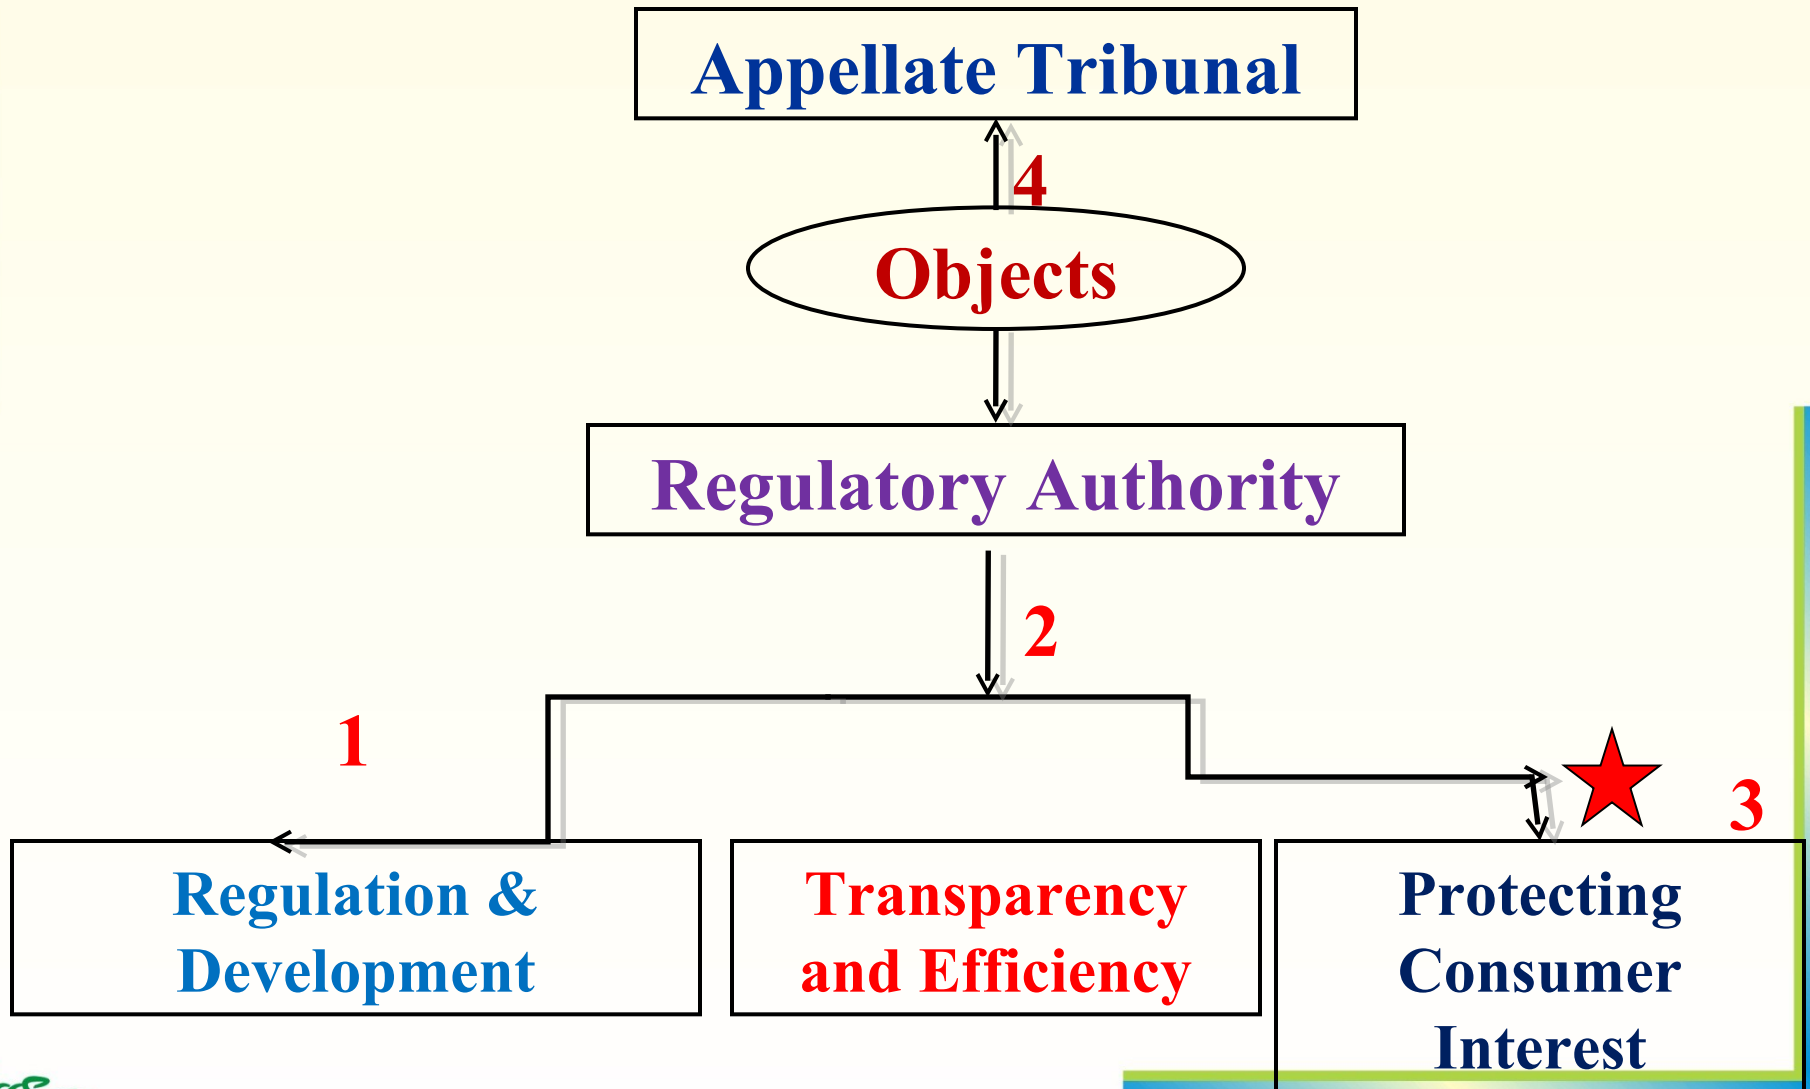 Appellate Tribunal
4
Objects
Regulatory Authority
2
1
3
Regulation &
Development
Transparency
and Efficiency
Protecting
Consumer
Interest